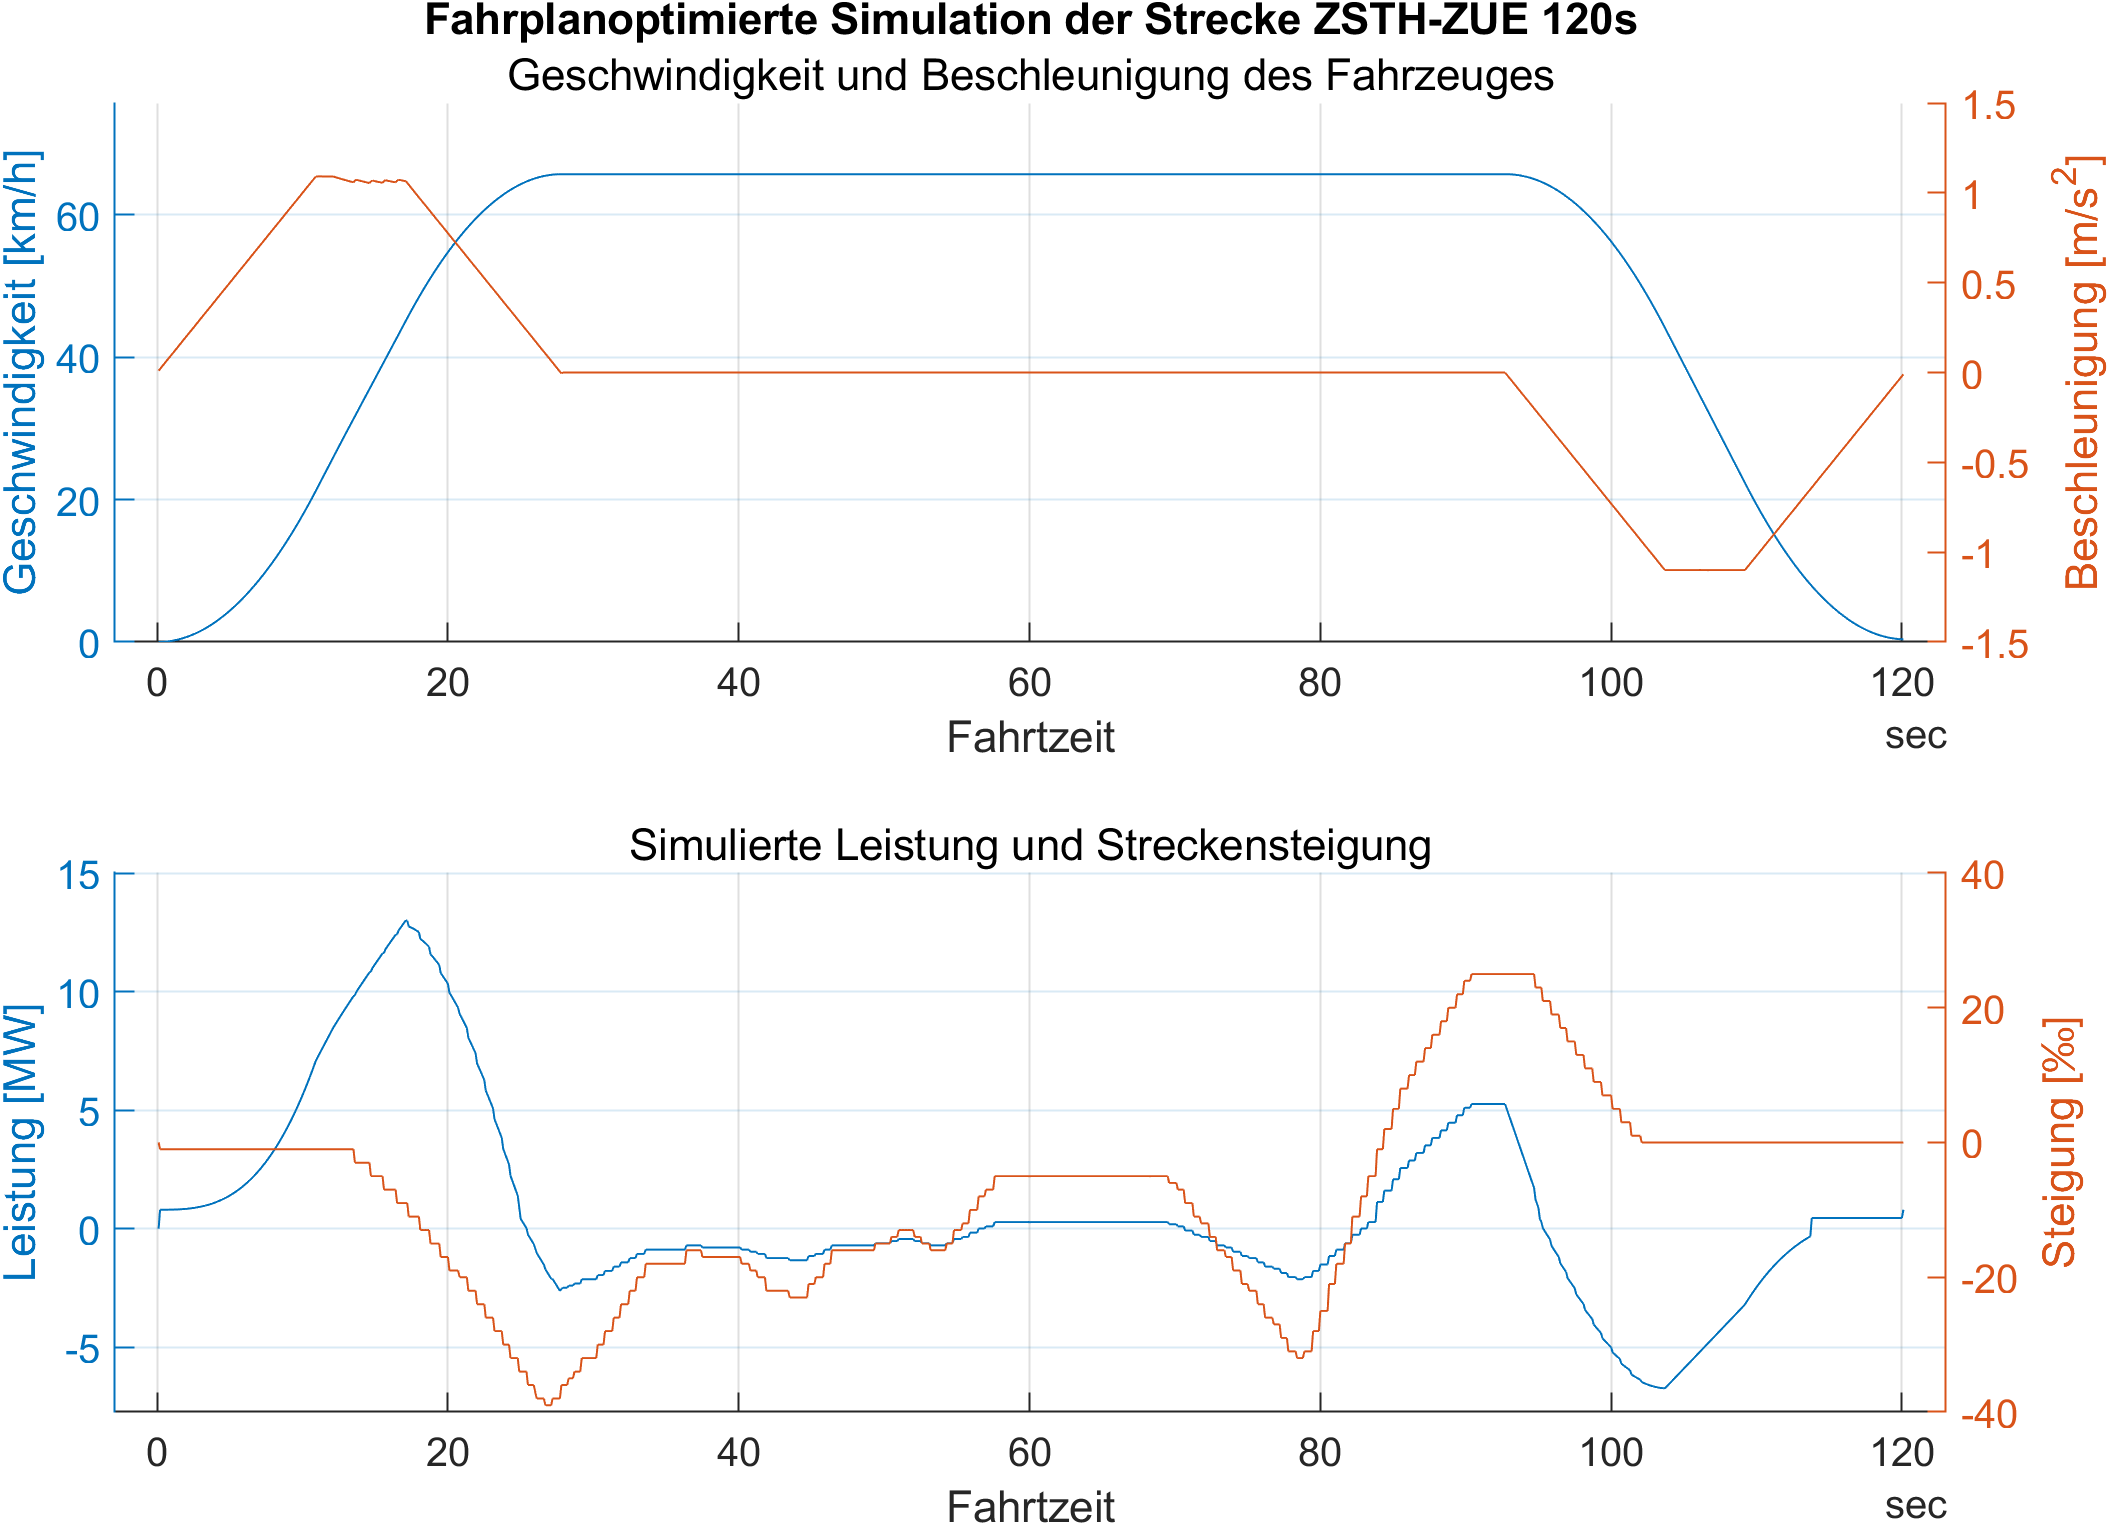 Fahrplanoptimierte Simulation der Strecke ZSTH-ZUE 120s
Geschwindigkeit und Beschleunigung des Fahrzeuges
Geschwindigkeit [km/h]
60
40
20
0
1.5
1
0.5
0
-0.5
-1
-1.5
Beschleunigung [m/s²]
0 20 40 60 80 100 120
Fahrtzeit
sec
Simulierte Leistung und Streckensteigung
Leistung [MW]
15
10
5
0
-5
40
20
0
-20
-40
Steigung [‰]
0 20 40 60 80 100 120
Fahrtzeit
sec